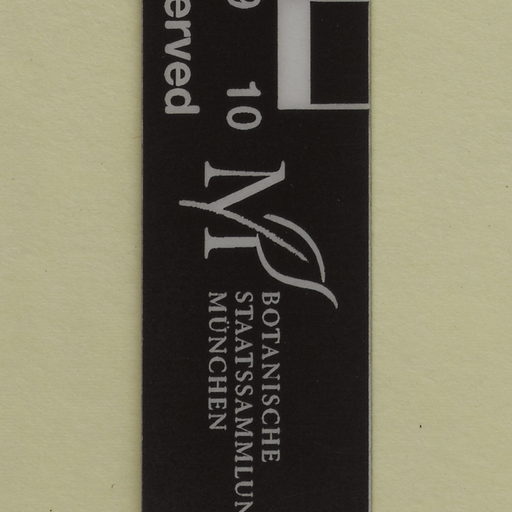 erved
9 10
M
BOTANISCHE
STAATSSAMMLUN
MÜNCHEN